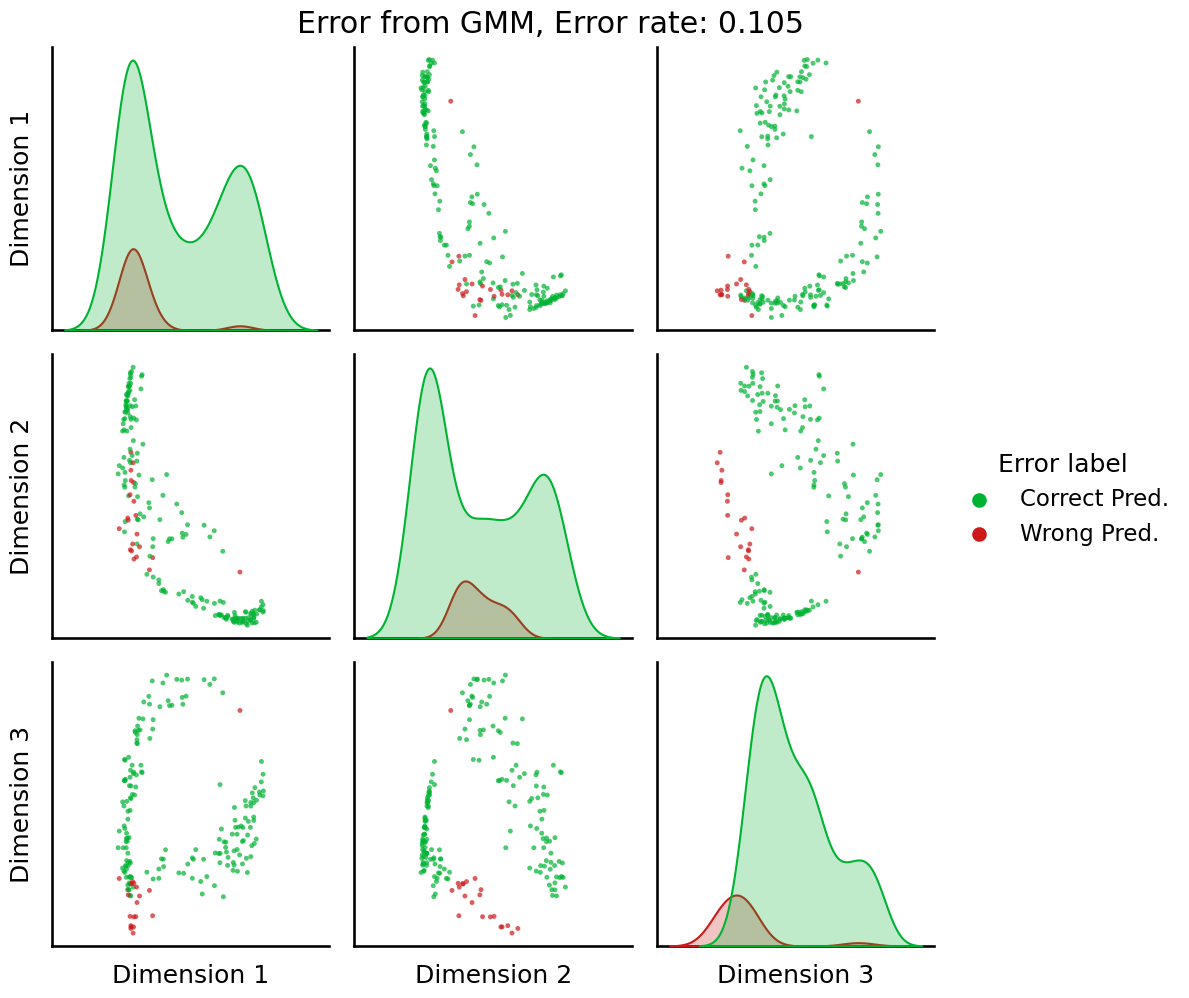 Error from GMM, Error rate: 0.105
Dimension 1
Dimension 2
Error label
Correct Pred.
Wrong Pred.
Dimension 3
Dimension 1
Dimension 2
Dimension 3